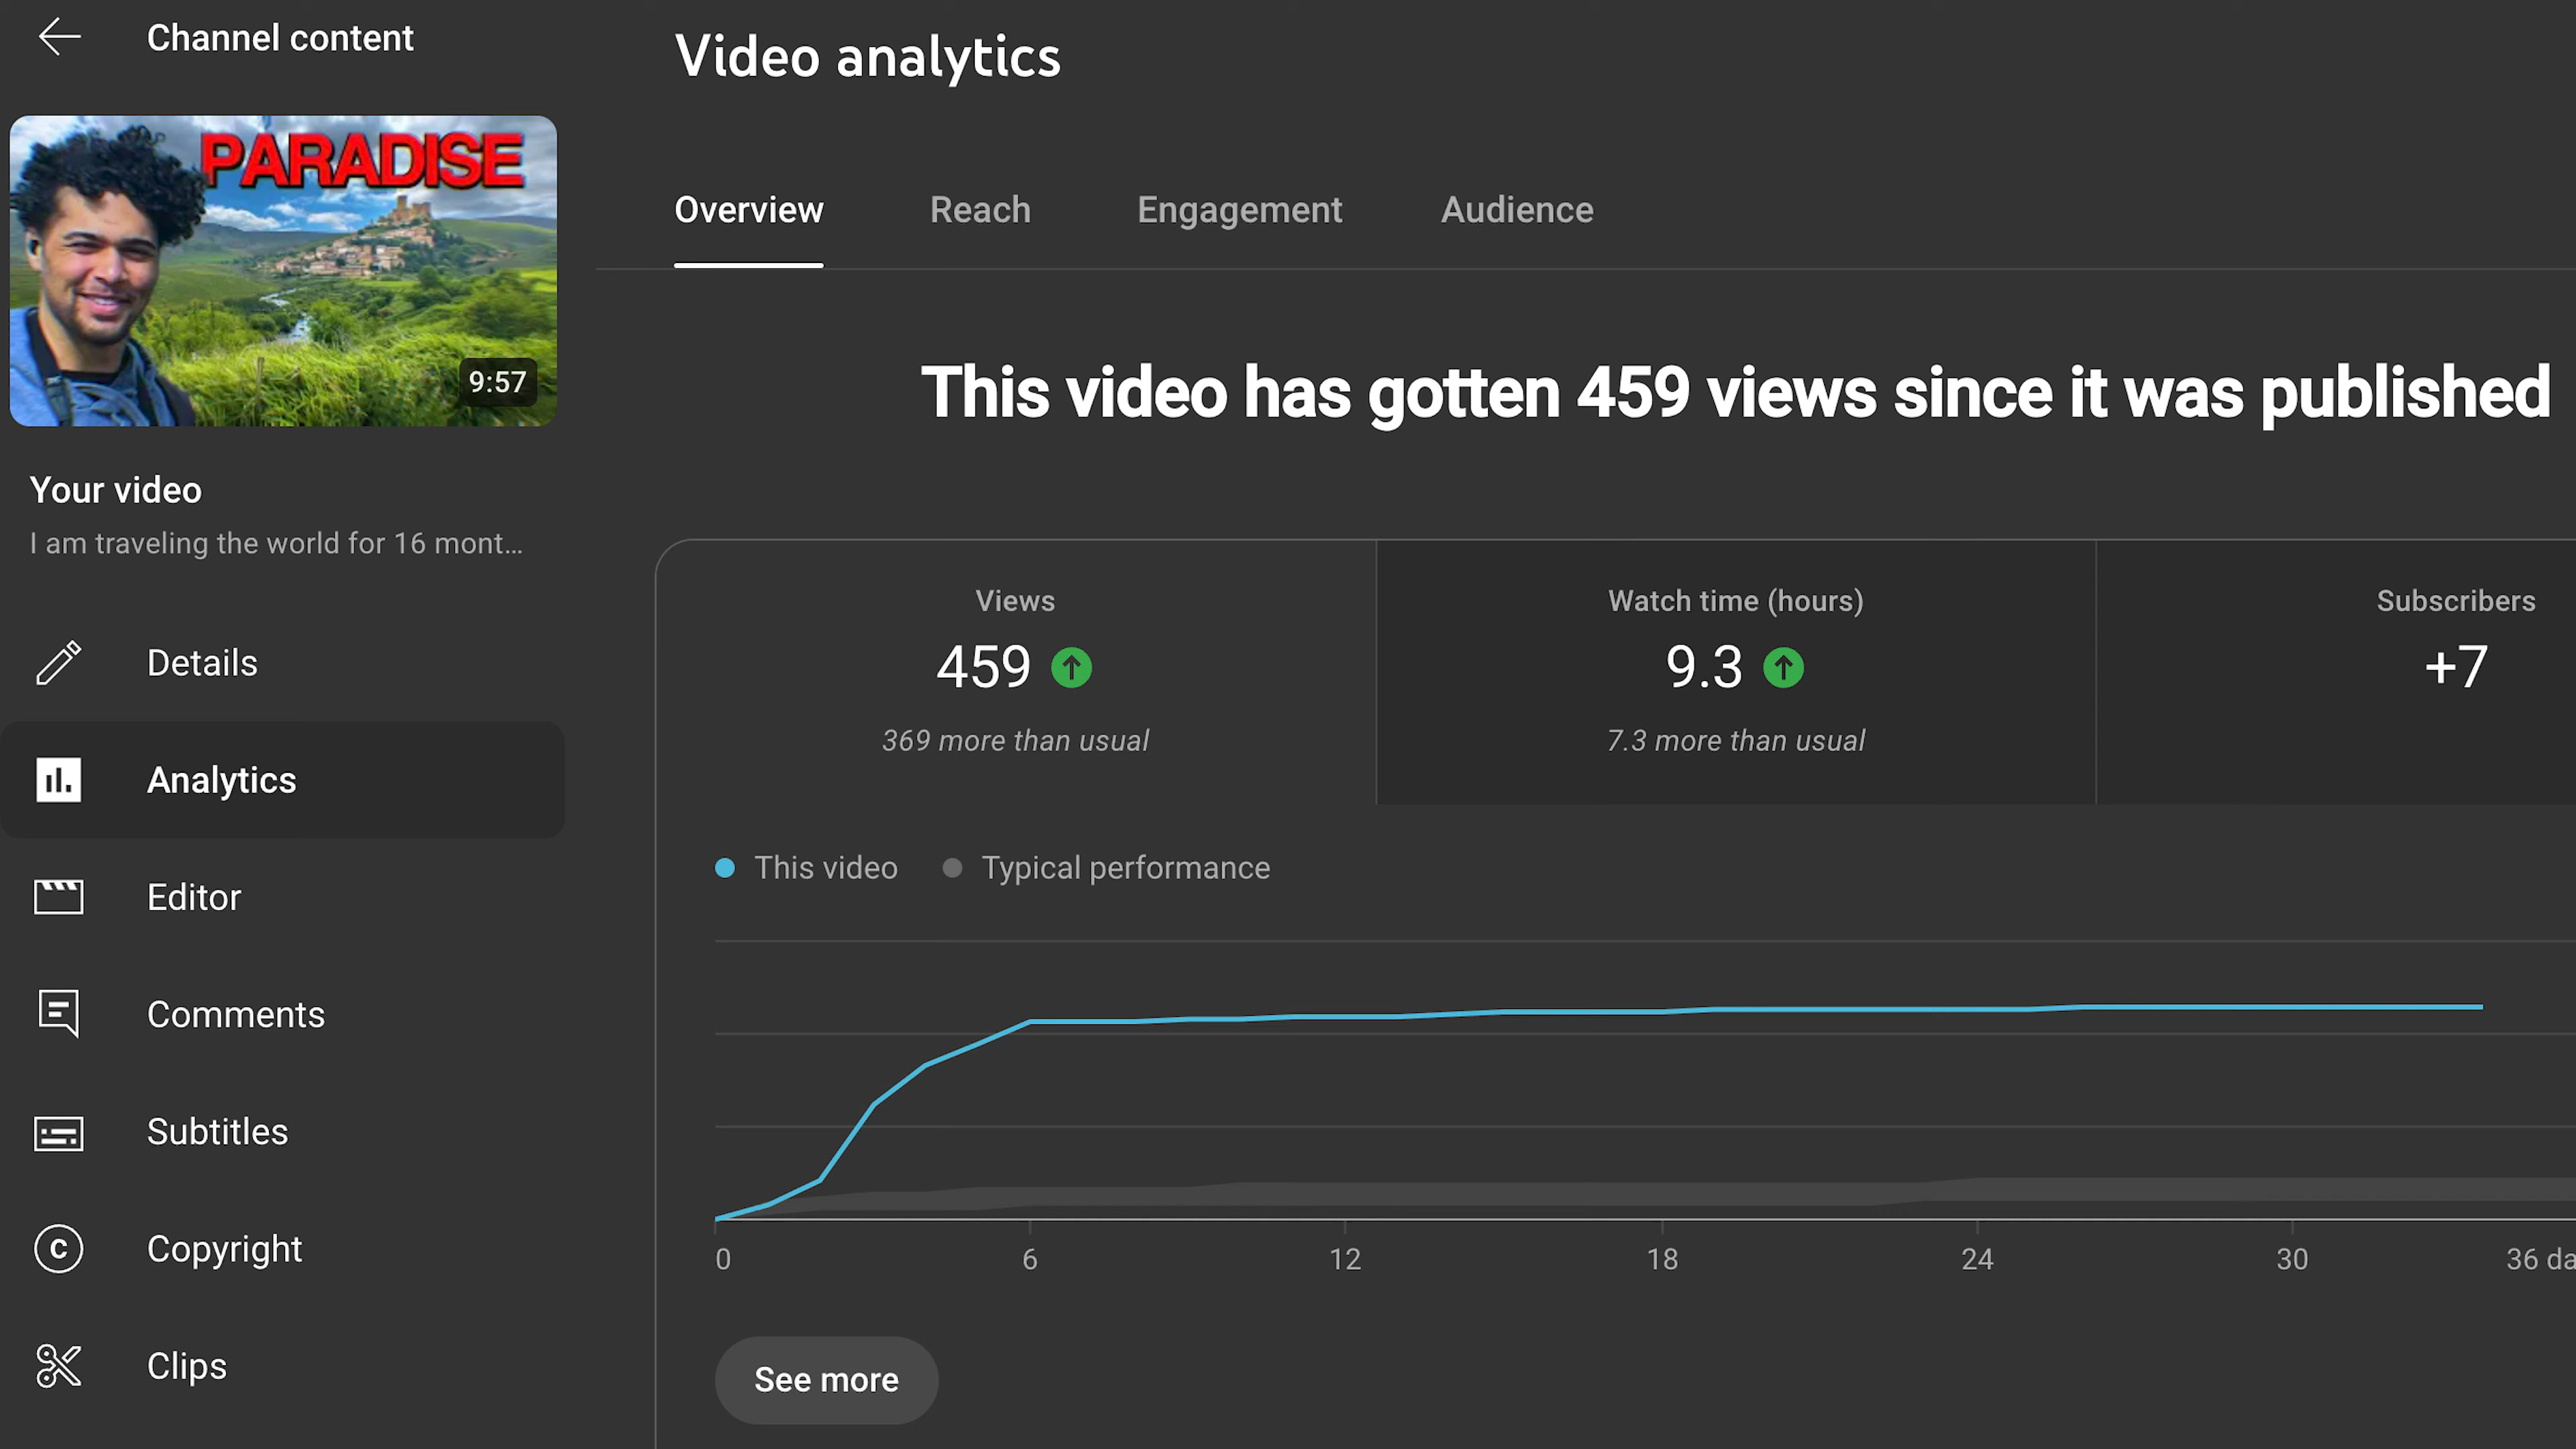 Channel content
PARADISE
9:57
Your video
I am traveling the world for 16 mont...
Details
Analytics
Editor
Comments
Subtitles
Copyright
Clips
Video analytics
Overview Reach Engagement Audience
This video has gotten 459 views since it was published
Views
459
369 more than usual
Watch time (hours)
9.3
7.3 more than usual
Subscribers
+7
This video Typical performance
0 6 12 18 24 30 36 da
See more